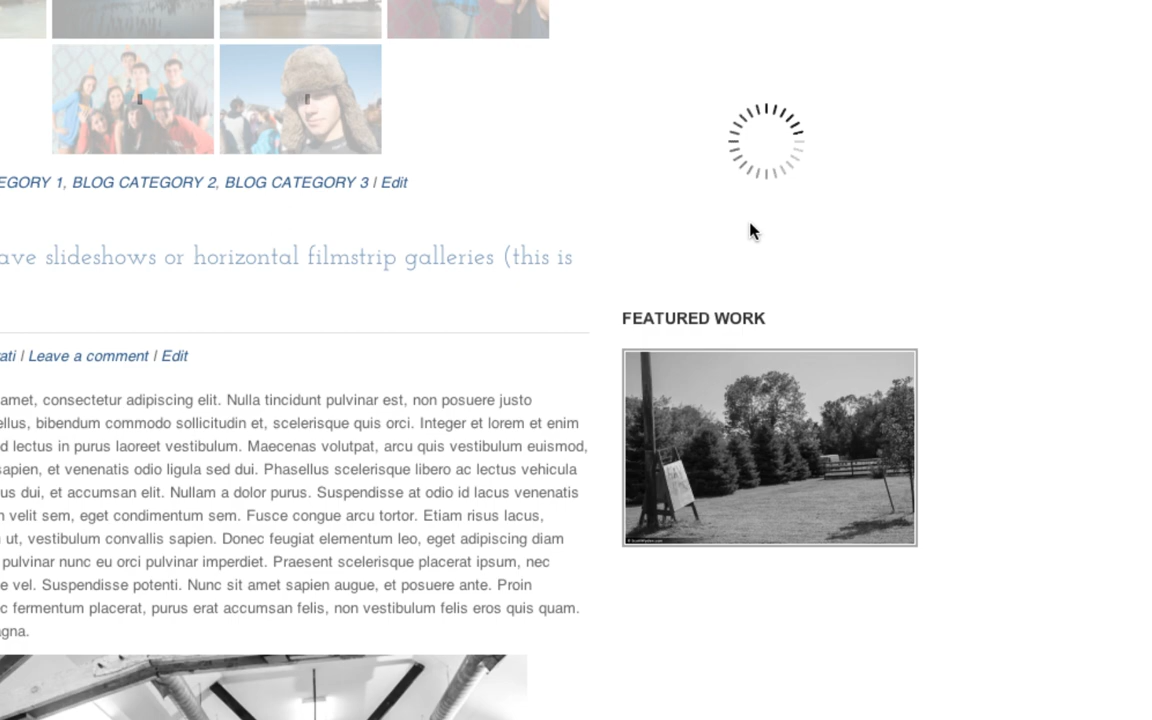 EGORY 1, BLOG CATEGORY 2, BLOG CATEGORY 3 | Edit
ave slideshows or horizontal filmstrip galleries (this is
ati | Leave a comment | Edit
amet, consectetur adipiscing elit. Nulla tincidunt pulvinar est, non posuere justo
ellus, bibendum commodo sollicitudin et, scelerisque quis orci. Integer et lorem et enim
d lectus in purus laoreet vestibulum. Maecenas volutpat, arcu quis vestibulum euismod,
sapien, et venenatis odio ligula sed dui. Phasellus scelerisque libero ac lectus vehicula
us dui, et accumsan elit. Nullam a dolor purus. Suspendisse at odio id lacus venenatis
n velit sem, eget condimentum sem. Fusce congue arcu tortor. Etiam risus lacus,
ut, vestibulum convallis sapien. Donec feugiat elementum leo, eget adipiscing diam
pulvinar nunc eu orci pulvinar imperdiet. Praesent scelerisque placerat ipsum, nec
e vel. Suspendisse potenti. Nunc sit amet sapien augue, et posuere ante. Proin
c fermentum placerat, purus erat accumsan felis, non vestibulum felis eros quis quam.
agna.
FEATURED WORK